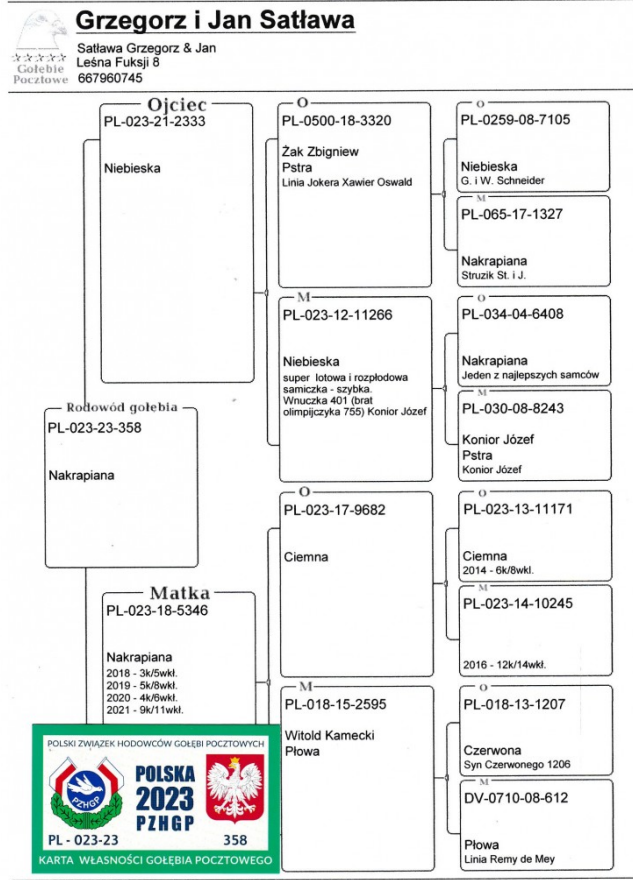 Grzegorz i Jan Satława
Satława Grzegorz & Jan
Leśna Fuksji 8
667960745
Gołebie
Pocztowe
Ojciec
PL-023-21-2333
Niebieska
O
PL-0500-18-3320
Żak Zbigniew
Pstra
Linia Jokera Xawier Oswald
O
PL-0259-08-7105
Niebieska
G. i W. Schneider
M
PL-065-17-1327
Nakrapiana
Struzik St. i J.
M
PL-023-12-11266
Niebieska
super lotowa i rozpłodowa
samiczka - szybka.
Wnuczka 401 (brat
olimpijczyka 755) Konior Józef
O
PL-034-04-6408
Nakrapiana
Jeden z najlepszych samców
M
PL-030-08-8243
Konior Józef
Pstra
Konior Józef
Rodowód gołebia
PL-023-23-358
Nakrapiana
O
PL-023-17-9682
Ciemna
O
PL-023-13-11171
Ciemna
2014 - 6k/8wkl.
M
PL-023-14-10245
2016 - 12k/14wkł.
Matka
PL-023-18-5346
Nakrapiana
2018 - 3k/5wkł.
2019 - 5k/8wkł.
2020 - 4k/6wkł.
2021 - 9k/11wkł.
M
PL-018-15-2595
Witold Kamecki
Płowa
O
PL-018-13-1207
Czerwona
Syn Czerwonego 1206
M
DV-0710-08-612
Płowa
Linia Remy de Mey
POLSKI ZWIĄZEK HODOWCÓW GOŁĘBI POCZTOWYCH
PZHGP
POLSKA
2023
PZHGP
PL - 023-23
358
KARTA WŁASNOŚCI GOŁĘBIA POCZTOWEGO